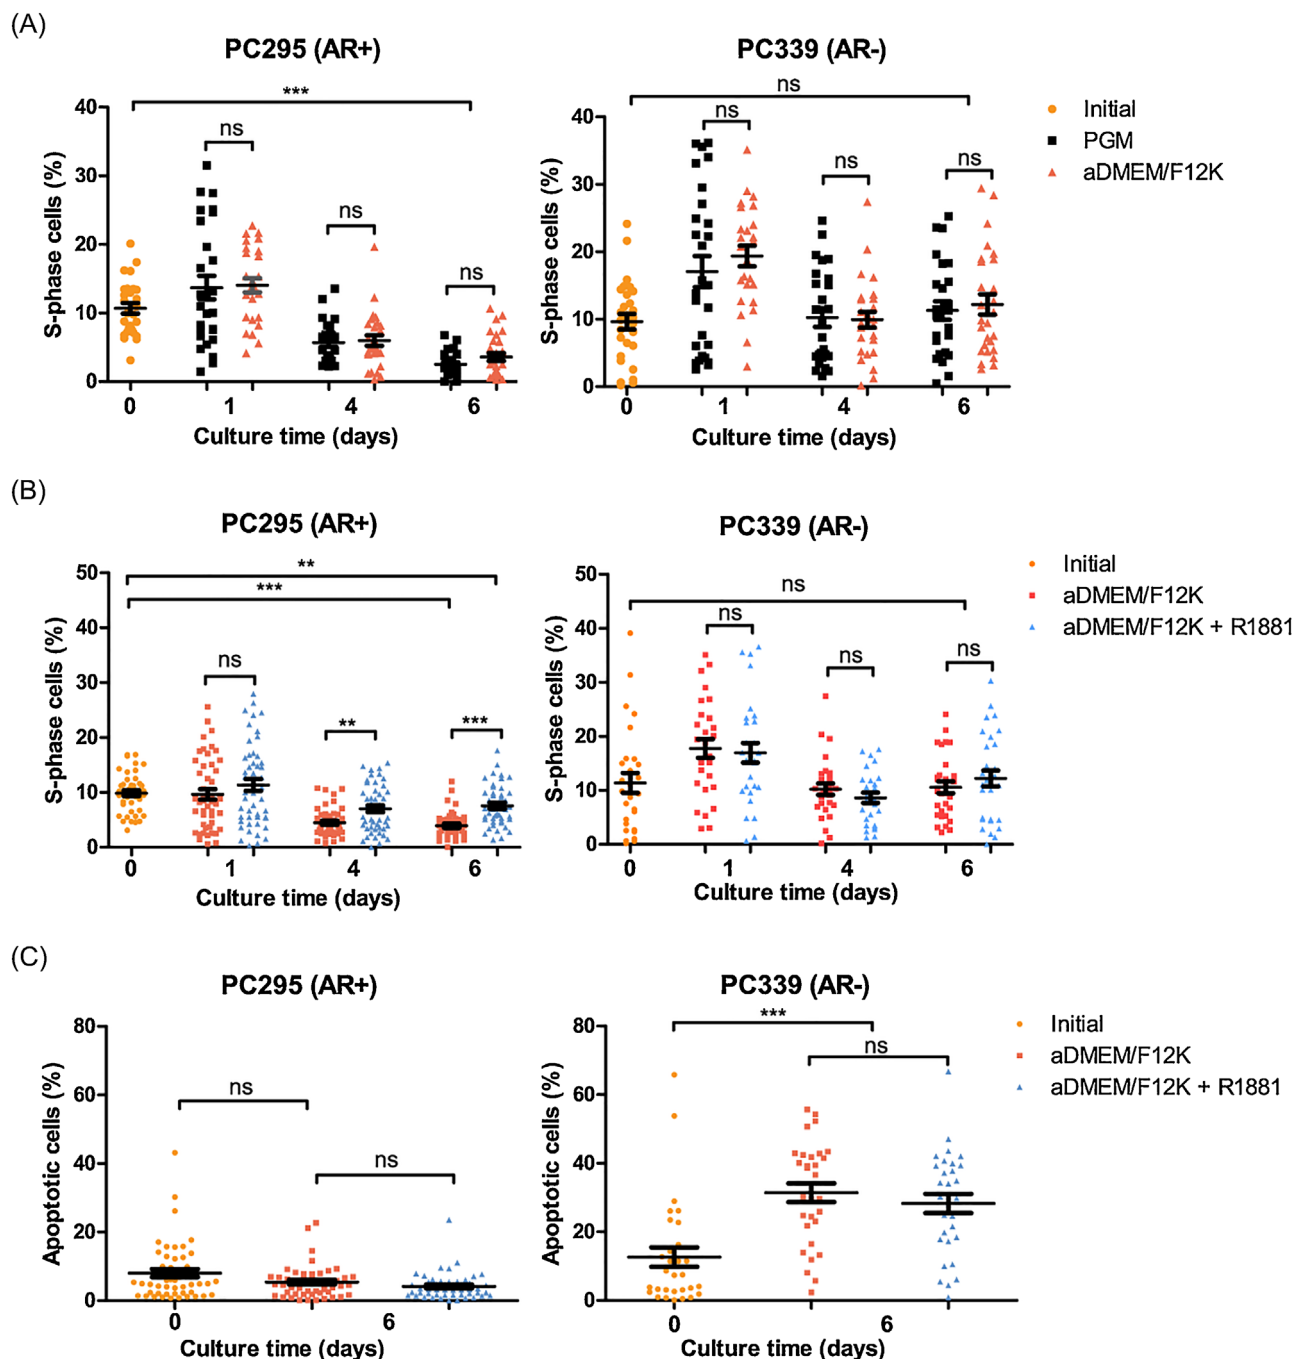 (A)
PC295 (AR+)
PC339 (AR-)
***
ns
ns
ns
ns
ns
ns
ns
S-phase cells (%)
40
30
20
10
0
0 1 4 6
Culture time (days)
S-phase cells (%)
40
30
20
10
0
0 1 4 6
Culture time (days)
Initial
PGM
aDMEM/F12K
(B)
PC295 (AR+)
PC339 (AR-)
**
***
ns
**
***
ns
ns
ns
ns
S-phase cells (%)
50
40
30
20
10
0
0 1 4 6
Culture time (days)
S-phase cells (%)
50
40
30
20
10
0
0 1 4 6
Culture time (days)
Initial
aDMEM/F12K
aDMEM/F12K + R1881
(C)
PC295 (AR+)
PC339 (AR-)
ns
ns
***
ns
Apoptotic cells (%)
80
60
40
20
0
0 6
Culture time (days)
Apoptotic cells (%)
80
60
40
20
0
0 6
Culture time (days)
Initial
aDMEM/F12K
aDMEM/F12K + R1881